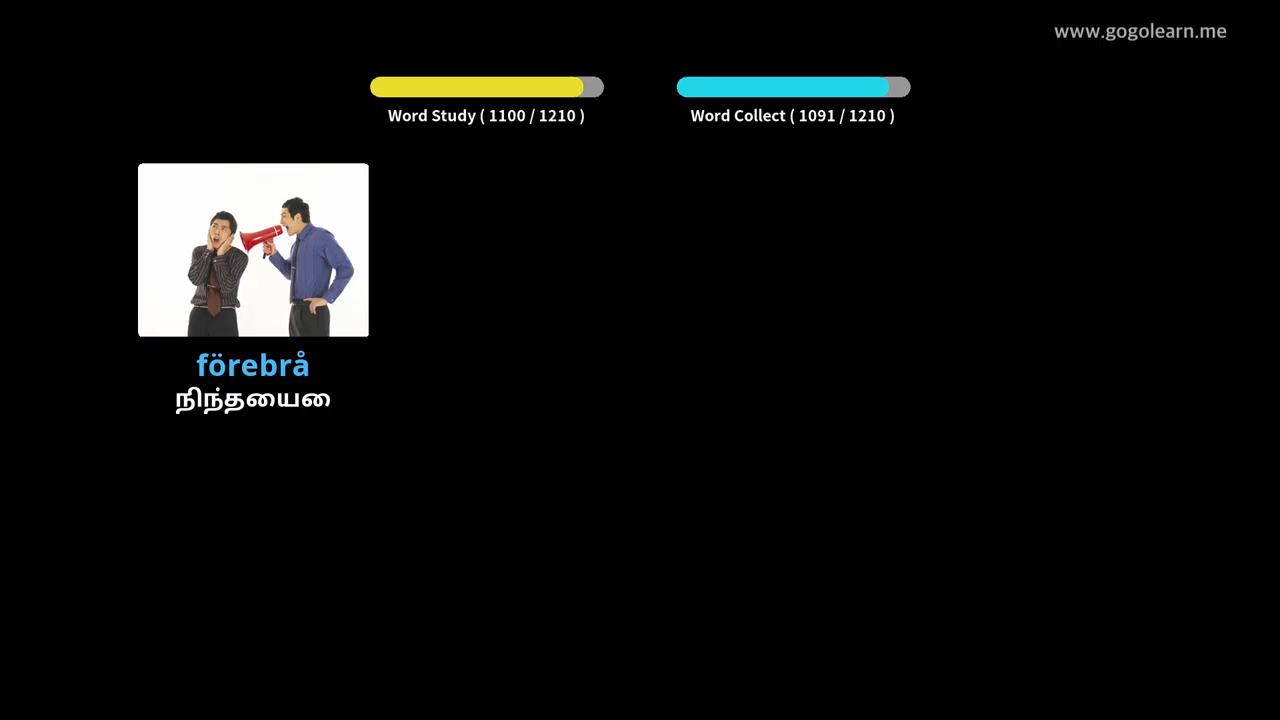 www.gogolearn.me
Word Study ( 1100 / 1210 )
Word Collect ( 1091 / 1210 )
förebrå
நிந்தயைை